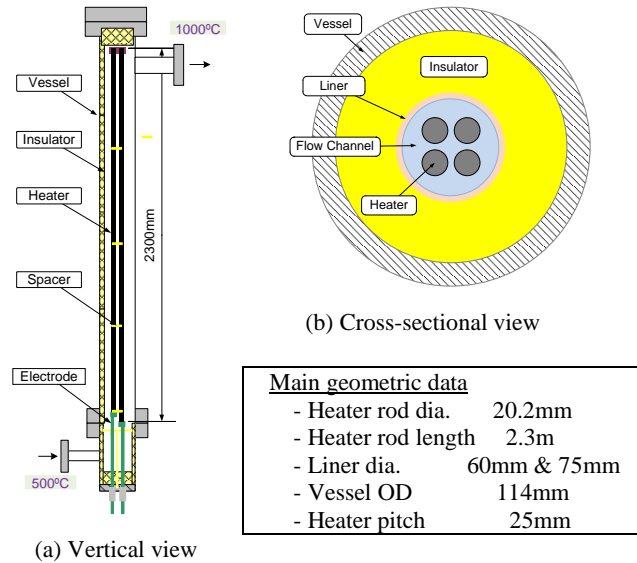 1000ºC
Vessel
Insulator
Heater
2300mm
Spacer
Electrode
500ºC
(a) Vertical view
Vessel
Insulator
Liner
Flow Channel
Heater
(b) Cross-sectional view
Main geometric data
- Heater rod dia. 20.2mm
- Heater rod length 2.3m
- Liner dia. 60mm & 75mm
- Vessel OD 114mm
- Heater pitch 25mm